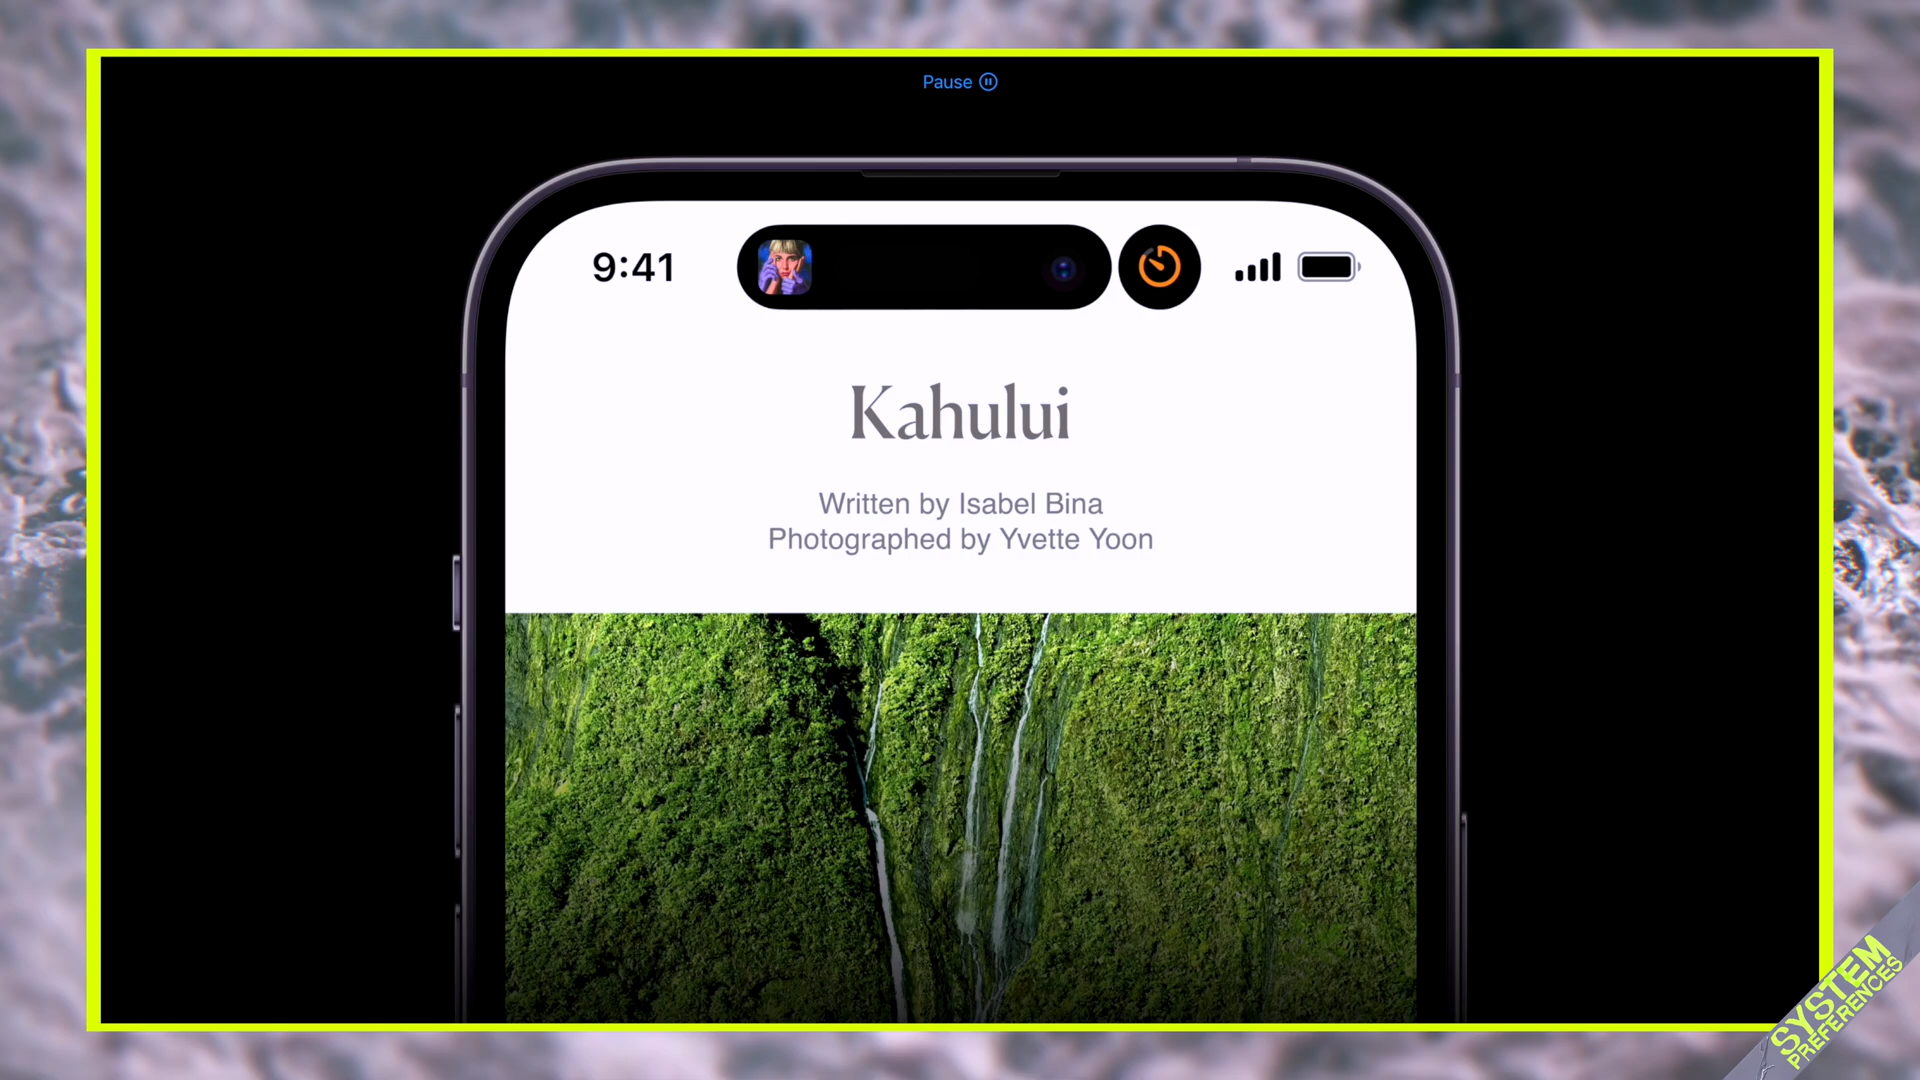 Pause
9:41
Kahului
Written by Isabel Bina
Photographed by Yvette Yoon
SYSTEM
PREFERENCES